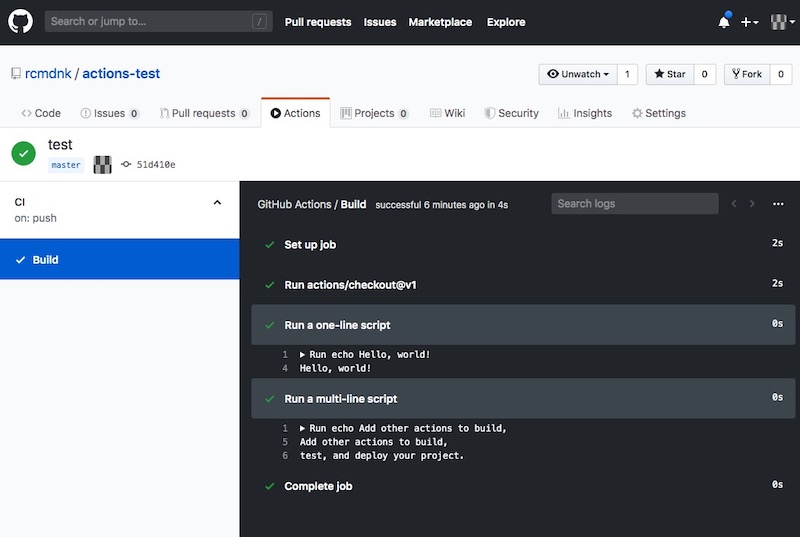 Search or jump to... /
Pull requests Issues Marketplace Explore
rcmdnk / actions-test
Unwatch 1 Star 0 Fork 0
Code Issues 0 Pull requests 0 Actions Projects 0 Wiki Security Insights Settings
test
master 51d410e
CI
on: push
Build
GitHub Actions / Build successful 6 minutes ago in 4s Search logs
Set up job 2s
Run actions/checkout@v1 2s
Run a one-line script 0s
1 Run echo Hello, world!
4 Hello, world!
Run a multi-line script 0s
1 Run echo Add other actions to build,
5 Add other actions to build,
6 test, and deploy your project.
Complete job 0s